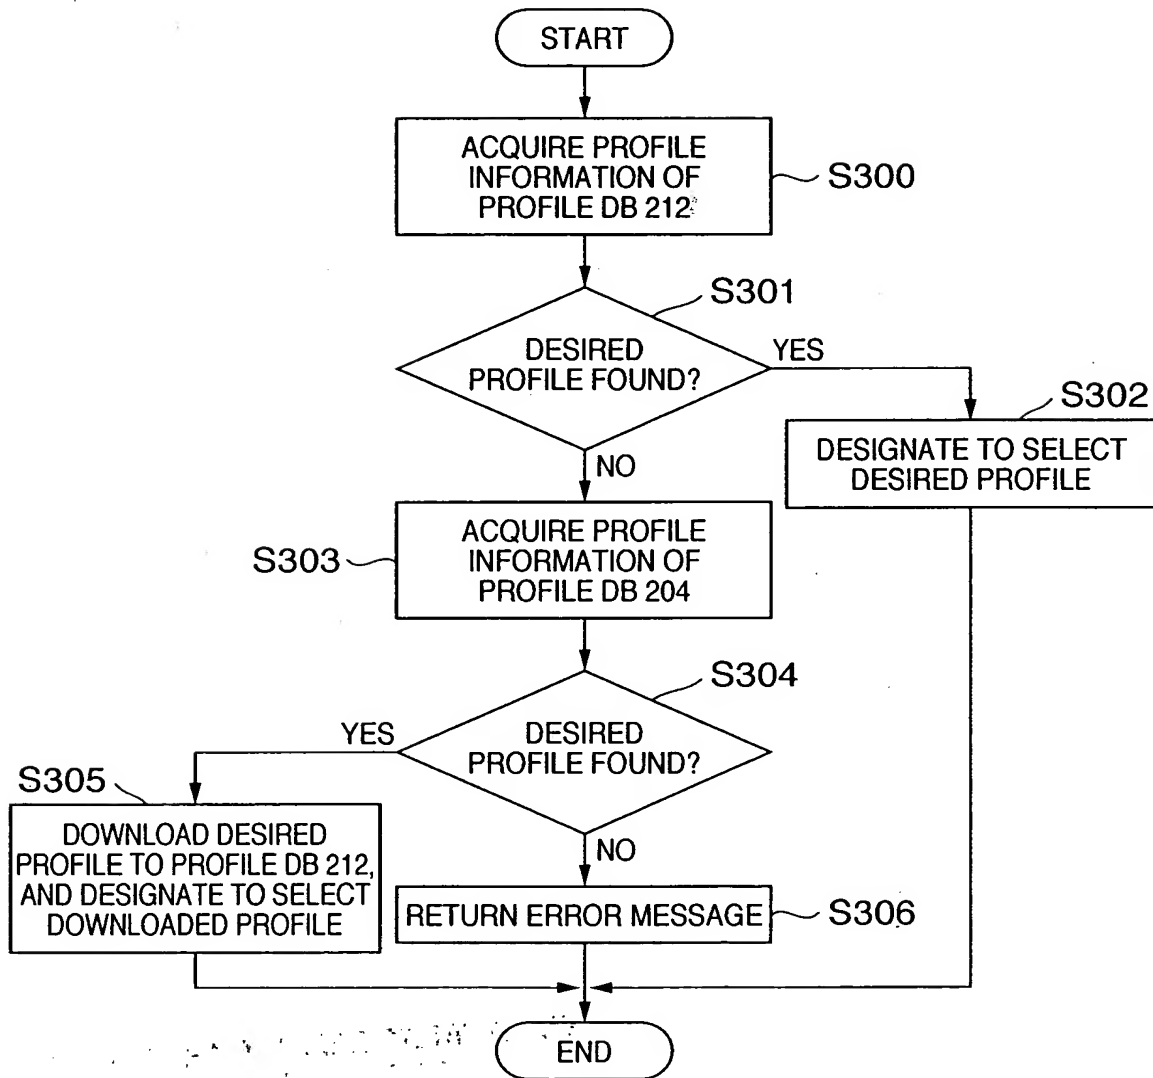 START
ACQUIRE PROFILE
INFORMATION OF
PROFILE DB 212
S300
S301
DESIRED
PROFILE FOUND?
YES
S302
DESIGNATE TO SELECT
DESIRED PROFILE
NO
S303
ACQUIRE PROFILE
INFORMATION OF
PROFILE DB 204
S304
DESIRED
PROFILE FOUND?
YES
S305
DOWNLOAD DESIRED
PROFILE TO PROFILE DB 212,
AND DESIGNATE TO SELECT
DOWNLOADED PROFILE
NO
RETURN ERROR MESSAGE
S306
END